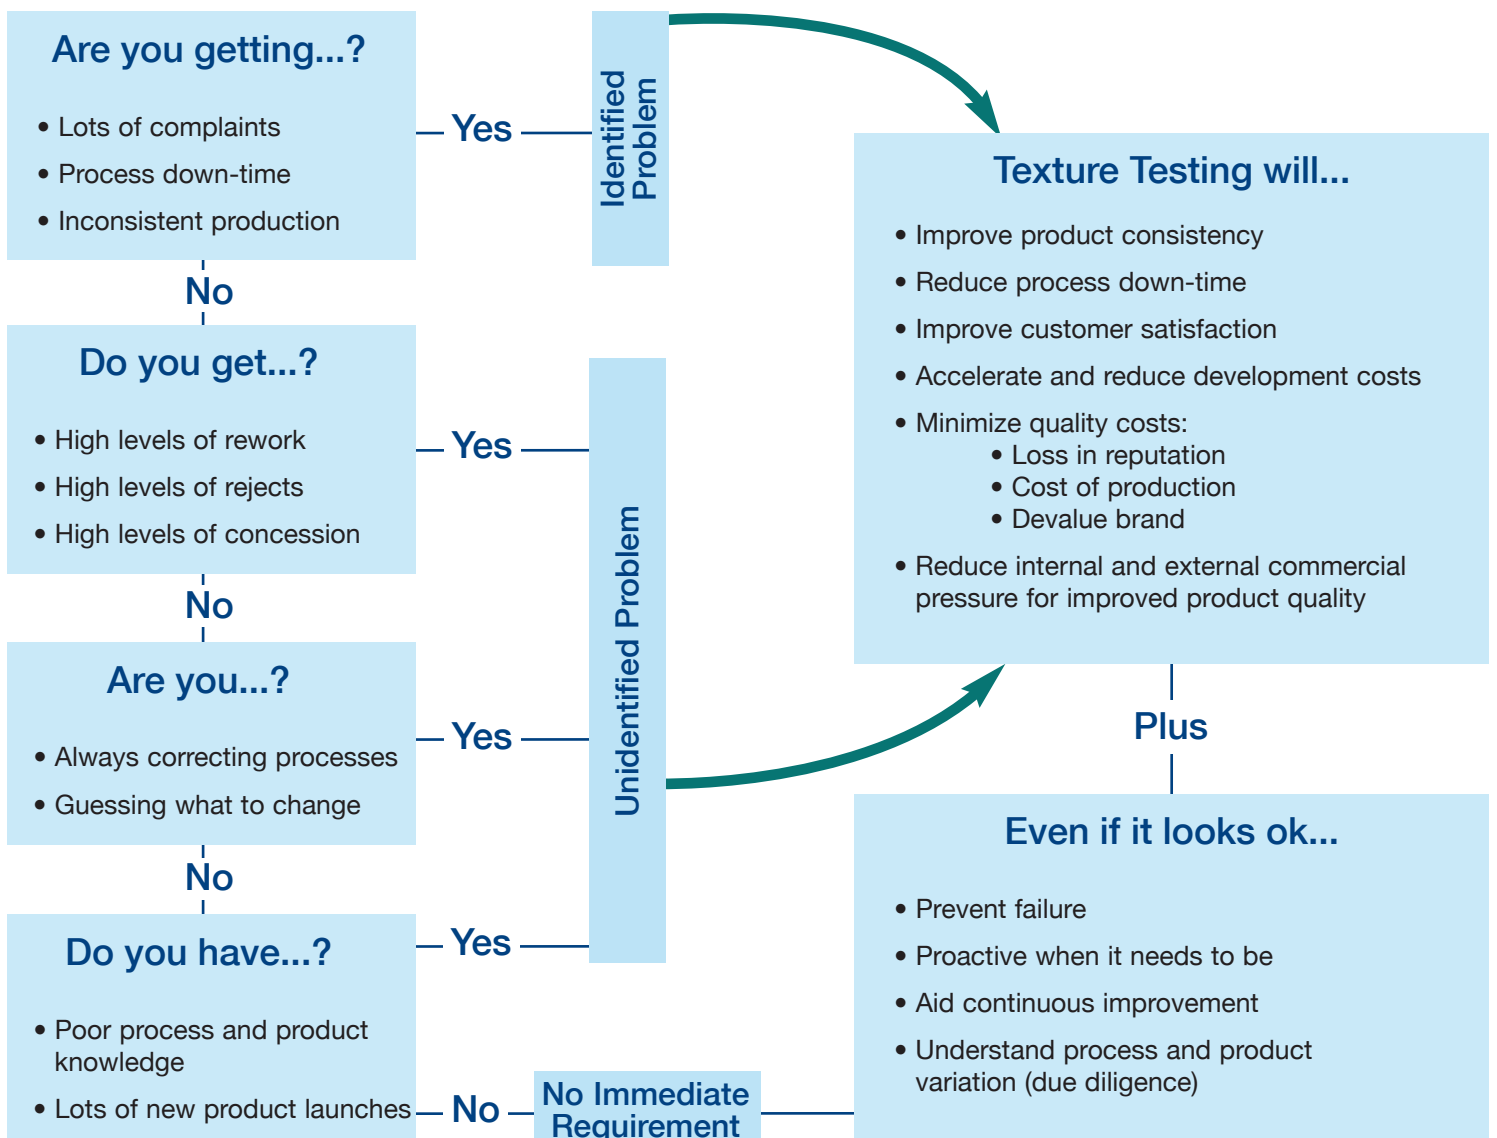 Are you getting...?
• Lots of complaints
• Process down-time
• Inconsistent production
Yes
Identified
Problem
No
Do you get...?
• High levels of rework
• High levels of rejects
• High levels of concession
Yes
No
Are you...?
• Always correcting processes
• Guessing what to change
Yes
No
Do you have...?
• Poor process and product
knowledge
• Lots of new product launches
Yes
Unidentified Problem
No
No Immediate
Requirement
Texture Testing will...
• Improve product consistency
• Reduce process down-time
• Improve customer satisfaction
• Accelerate and reduce development costs
• Minimize quality costs:
• Loss in reputation
• Cost of production
• Devalue brand
• Reduce internal and external commercial
pressure for improved product quality
Plus
Even if it looks ok...
• Prevent failure
• Proactive when it needs to be
• Aid continuous improvement
• Understand process and product
variation (due diligence)